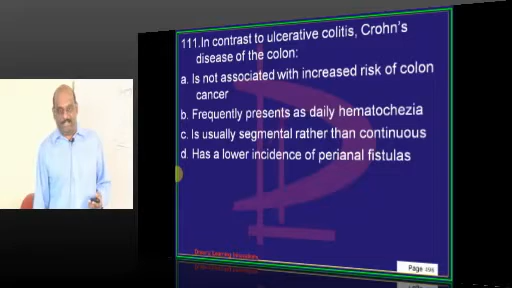 111.In contrast to ulcerative colitis, Crohn's
disease of the colon:
a. Is not associated with increased risk of colon
cancer
b. Frequently presents as daily hematochezia
c. Is usually segmental rather than continuous
d. Has a lower incidence of perianal fistulas
Page